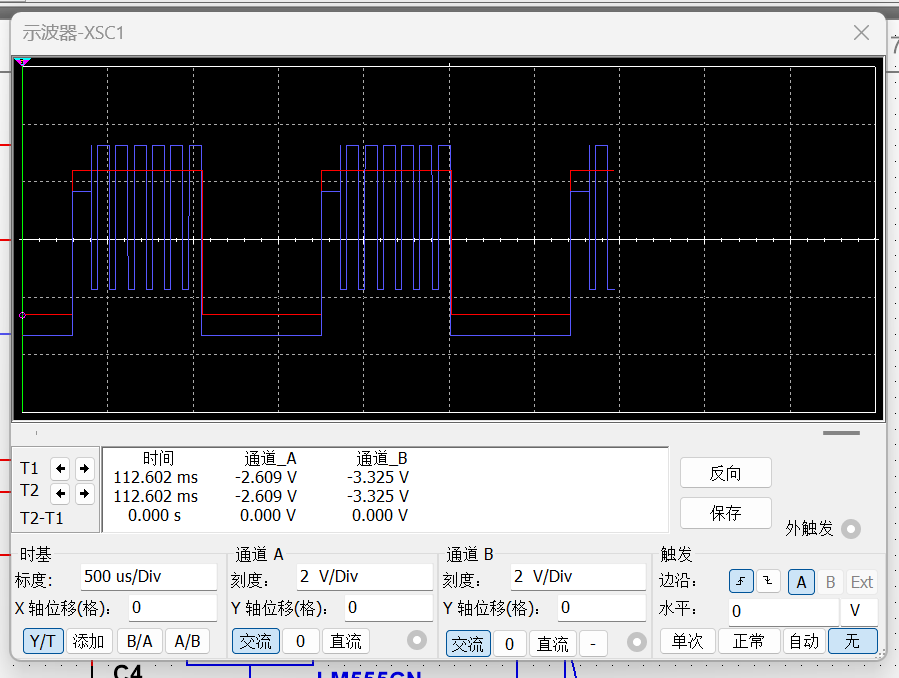 示波器-XSC1
时间 通道_A 通道_B
T1 112.602 ms -2.609 V -3.325 V
T2 112.602 ms -2.609 V -3.325 V
T2-T1 0.000 s 0.000 V 0.000 V
反向
保存
外触发
时基
标度: 500 us/Div
X 轴位移(格): 0
Y/T 添加 B/A A/B
通道 A
刻度: 2 V/Div
Y 轴位移(格): 0
交流 0 直流
通道 B
刻度: 2 V/Div
Y 轴位移(格): 0
交流 0 直流 -
触发
边沿: A B Ext
水平: 0 V
单次 正常 自动 无
C4
LM555CN